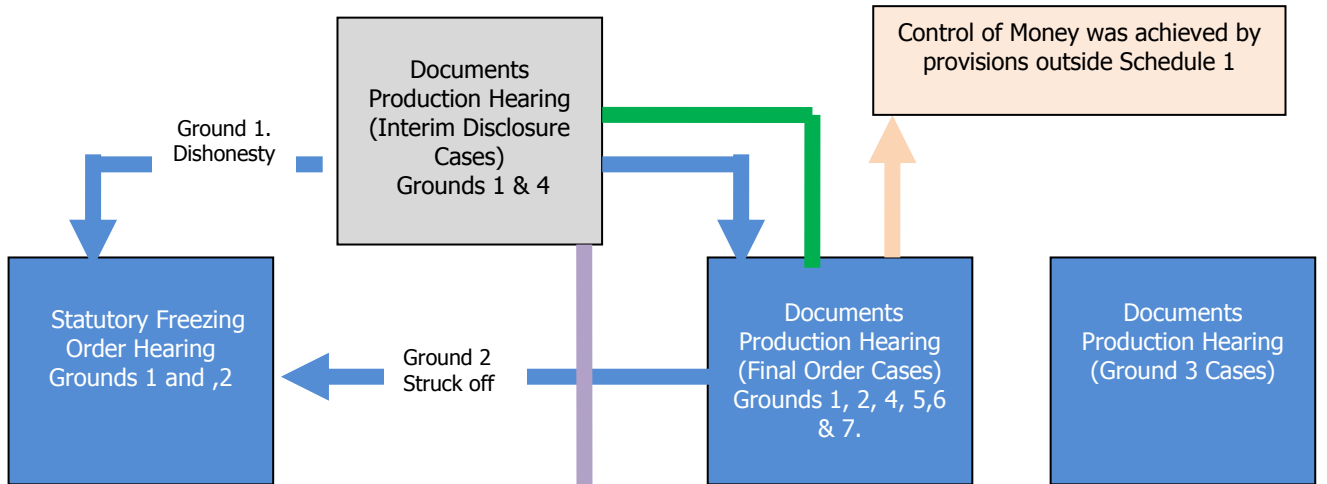 Control of Money was achieved by
provisions outside Schedule 1
Documents
Production Hearing
(Interim Disclosure
Cases)
Grounds 1 & 4
Ground 1.
Dishonesty
Statutory Freezing
Order Hearing
Grounds 1 and ,2
Ground 2
Struck off
Documents
Production Hearing
(Final Order Cases)
Grounds 1, 2, 4, 5,6
& 7.
Documents
Production Hearing
(Ground 3 Cases)